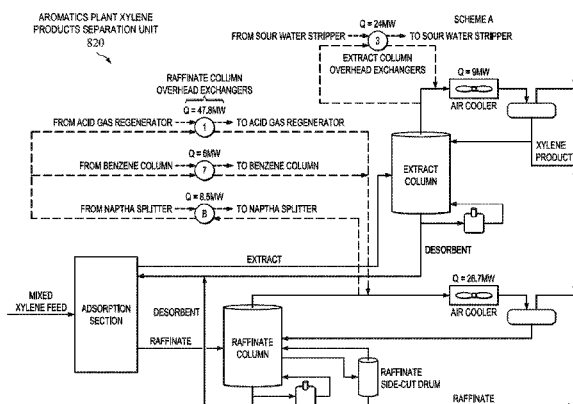 AROMATICS PLANT XYLENE
PRODUCTS SEPARATION UNIT
820
SCHEME A
Q = 24MW
FROM SOUR WATER STRIPPER
3
TO SOUR WATER STRIPPER
EXTRACT COLUMN
OVERHEAD EXCHANGERS
Q = 9MW
AIR COOLER
RAFFINATE COLUMN
OVERHEAD EXCHANGERS
Q = 47.8MW
FROM ACID GAS REGENERATOR
1
TO ACID GAS REGENERATOR
Q = 6MW
FROM BENZENE COLUMN
7
TO BENZENE COLUMN
Q = 8.5MW
FROM NAPTHA SPLITTER
8
TO NAPTHA SPLITTER
EXTRACT
COLUMN
XYLENE
PRODUCT
EXTRACT
DESORBENT
MIXED
XYLENE FEED
ADSORPTION
SECTION
DESORBENT
RAFFINATE
RAFFINATE
COLUMN
Q = 26.7MW
AIR COOLER
RAFFINATE
SIDE-CUT DRUM
RAFFINATE